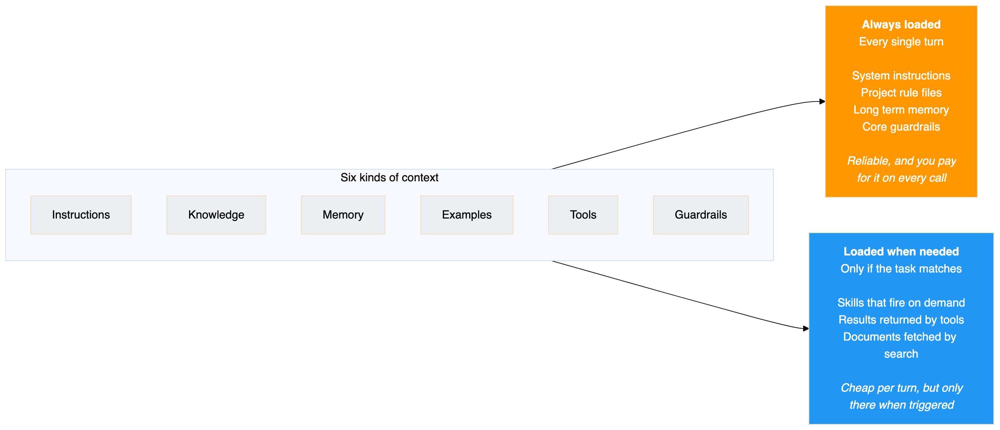 Six kinds of context
Instructions
Knowledge
Memory
Examples
Tools
Guardrails
Always loaded
Every single turn
System instructions
Project rule files
Long term memory
Core guardrails
Reliable, and you pay
for it on every call
Loaded when needed
Only if the task matches
Skills that fire on demand
Results returned by tools
Documents fetched by
search
Cheap per turn, but only
there when triggered